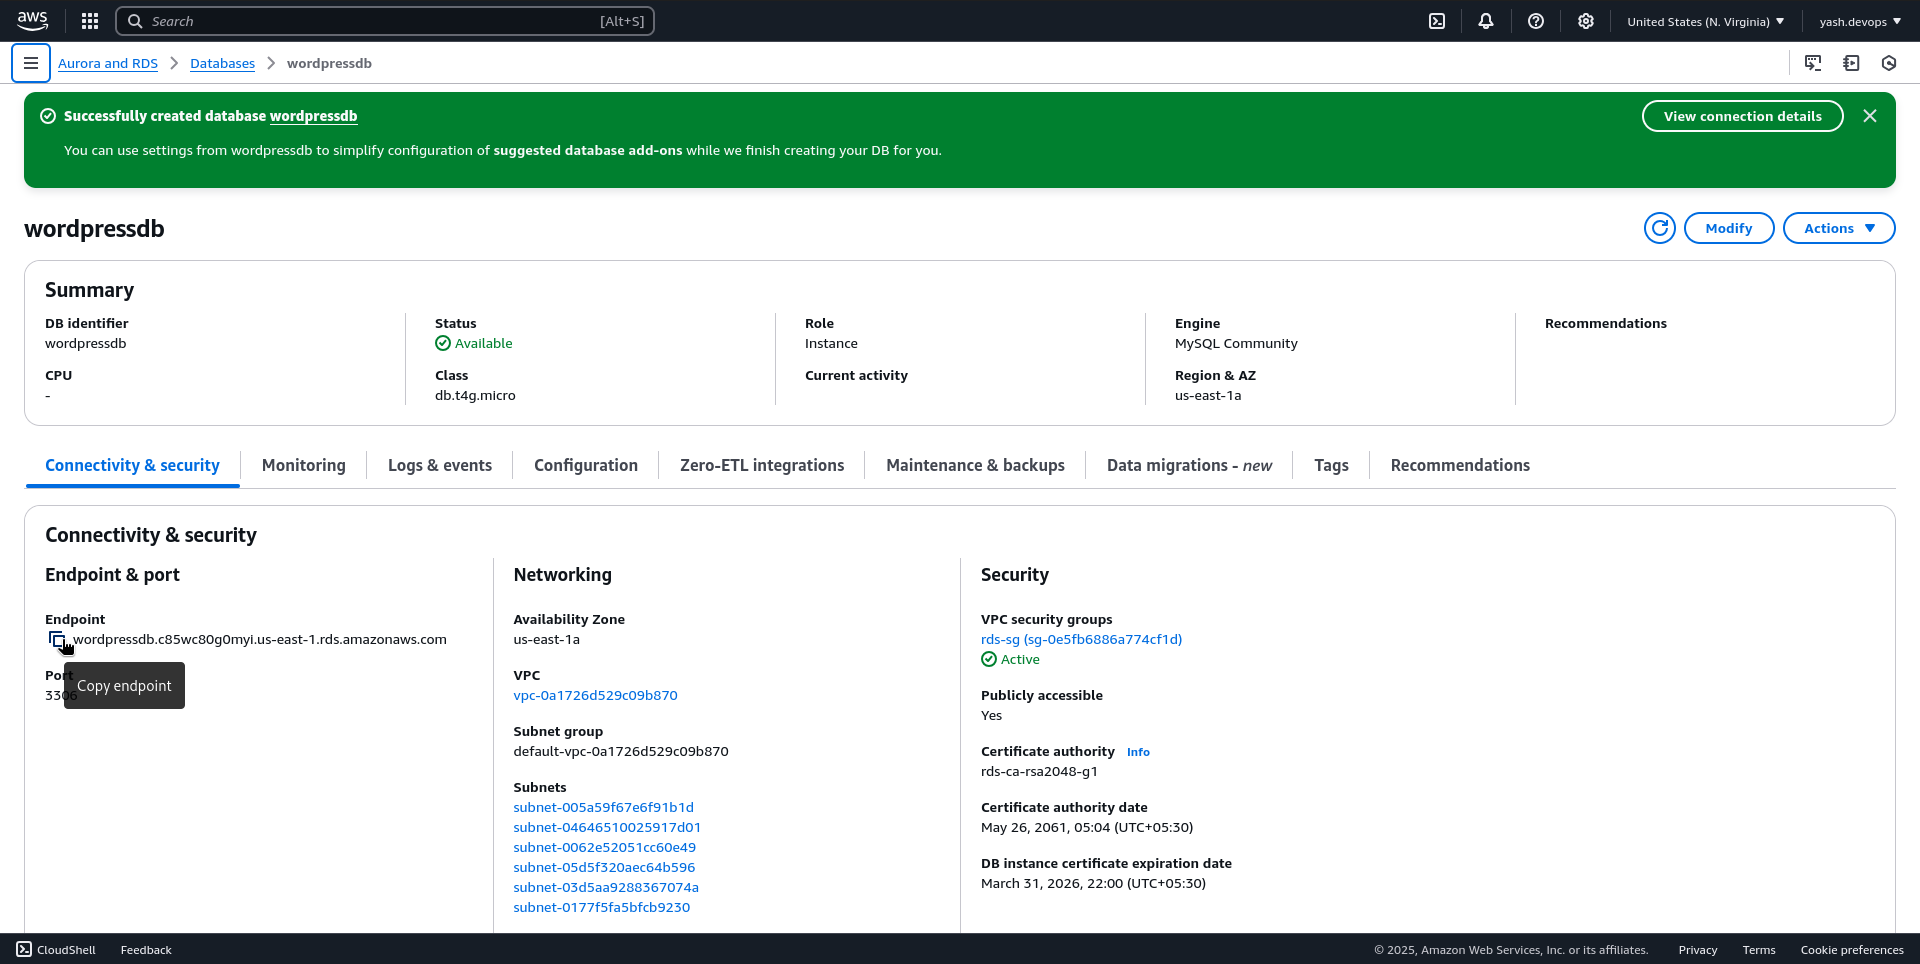 aws
Search [Alt+S]
United States (N. Virginia)
yash.devops
Aurora and RDS
Databases
wordpressdb
Successfully created database wordpressdb
View connection details
You can use settings from wordpressdb to simplify configuration of suggested database add-ons while we finish creating your DB for you.
wordpressdb
Modify
Actions
Summary
DB identifier
wordpressdb
CPU
-
Status
Available
Class
db.t4g.micro
Role
Instance
Current activity
Engine
MySQL Community
Region & AZ
us-east-1a
Recommendations
Connectivity & security
Monitoring
Logs & events
Configuration
Zero-ETL integrations
Maintenance & backups
Data migrations - new
Tags
Recommendations
Connectivity & security
Endpoint & port
Endpoint
wordpressdb.c85wc80g0myi.us-east-1.rds.amazonaws.com
Port
3306
Copy endpoint
Networking
Availability Zone
us-east-1a
VPC
vpc-0a1726d529c09b870
Subnet group
default-vpc-0a1726d529c09b870
Subnets
subnet-005a59f67e6f91b1d
subnet-04646510025917d01
subnet-0062e52051cc60e49
subnet-05d5f320aec64b596
subnet-03d5aa9288367074a
subnet-0177f5fa5bfcb9230
Security
VPC security groups
rds-sg (sg-0e5fb6886a774cf1d)
Active
Publicly accessible
Yes
Certificate authority Info
rds-ca-rsa2048-g1
Certificate authority date
May 26, 2061, 05:04 (UTC+05:30)
DB instance certificate expiration date
March 31, 2026, 22:00 (UTC+05:30)
CloudShell
Feedback
© 2025, Amazon Web Services, Inc. or its affiliates.
Privacy
Terms
Cookie preferences